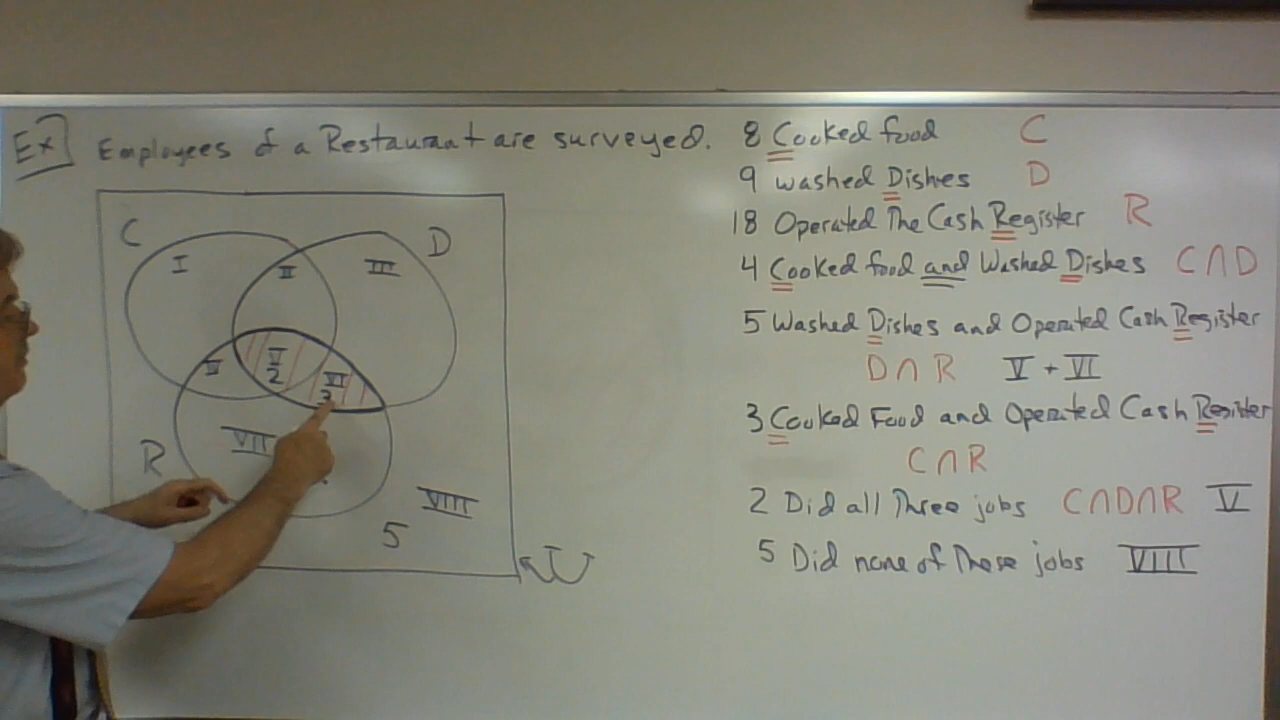 Ex Employees of a Restaurant are surveyed.
8 Cooked food C
9 washed Dishes D
18 Operated The Cash Register R
4 Cooked food and Washed Dishes C∩D
5 Washed Dishes and Operated Cash Register
D∩R V + VI
3 Cooked Food and Operated Cash Register
C∩R
2 Did all Three jobs C∩D∩R V
5 Did none of These jobs VIII
C D
I II III
V VI
2 3
VII
R
VIII
5
U